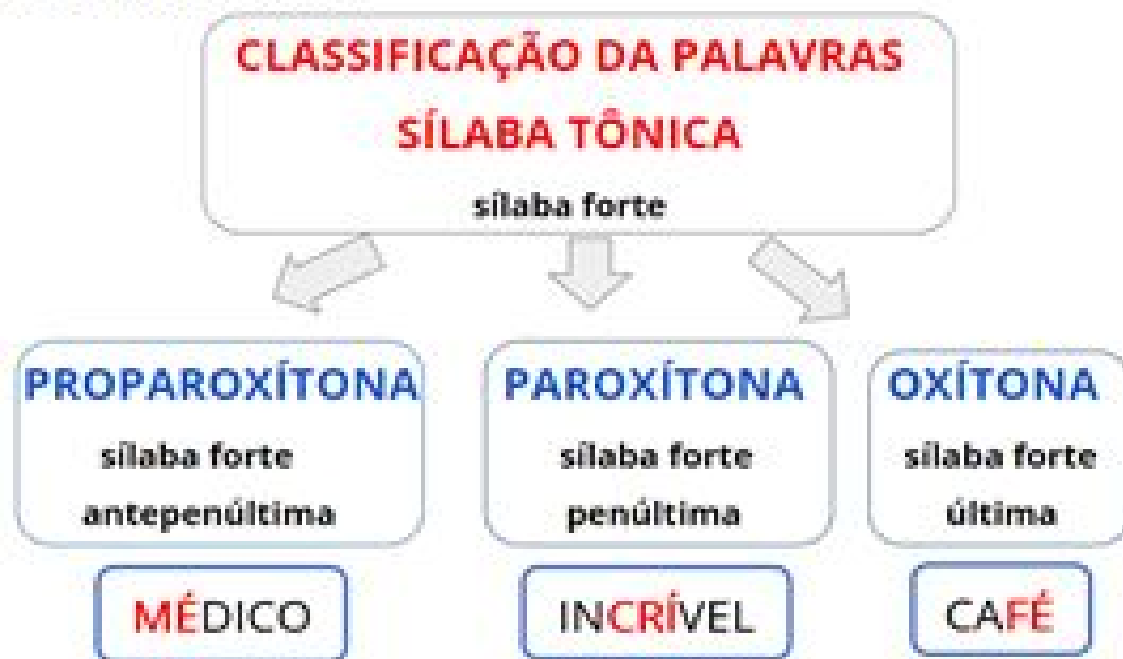 CLASSIFICAÇÃO DA PALAVRAS
SÍLABA TÔNICA
sílaba forte
PROPAROXÍTONA
sílaba forte
antepenúltima
MÉDICO
PAROXÍTONA
sílaba forte
penúltima
INCRÍVEL
OXÍTONA
sílaba forte
última
CAFÉ